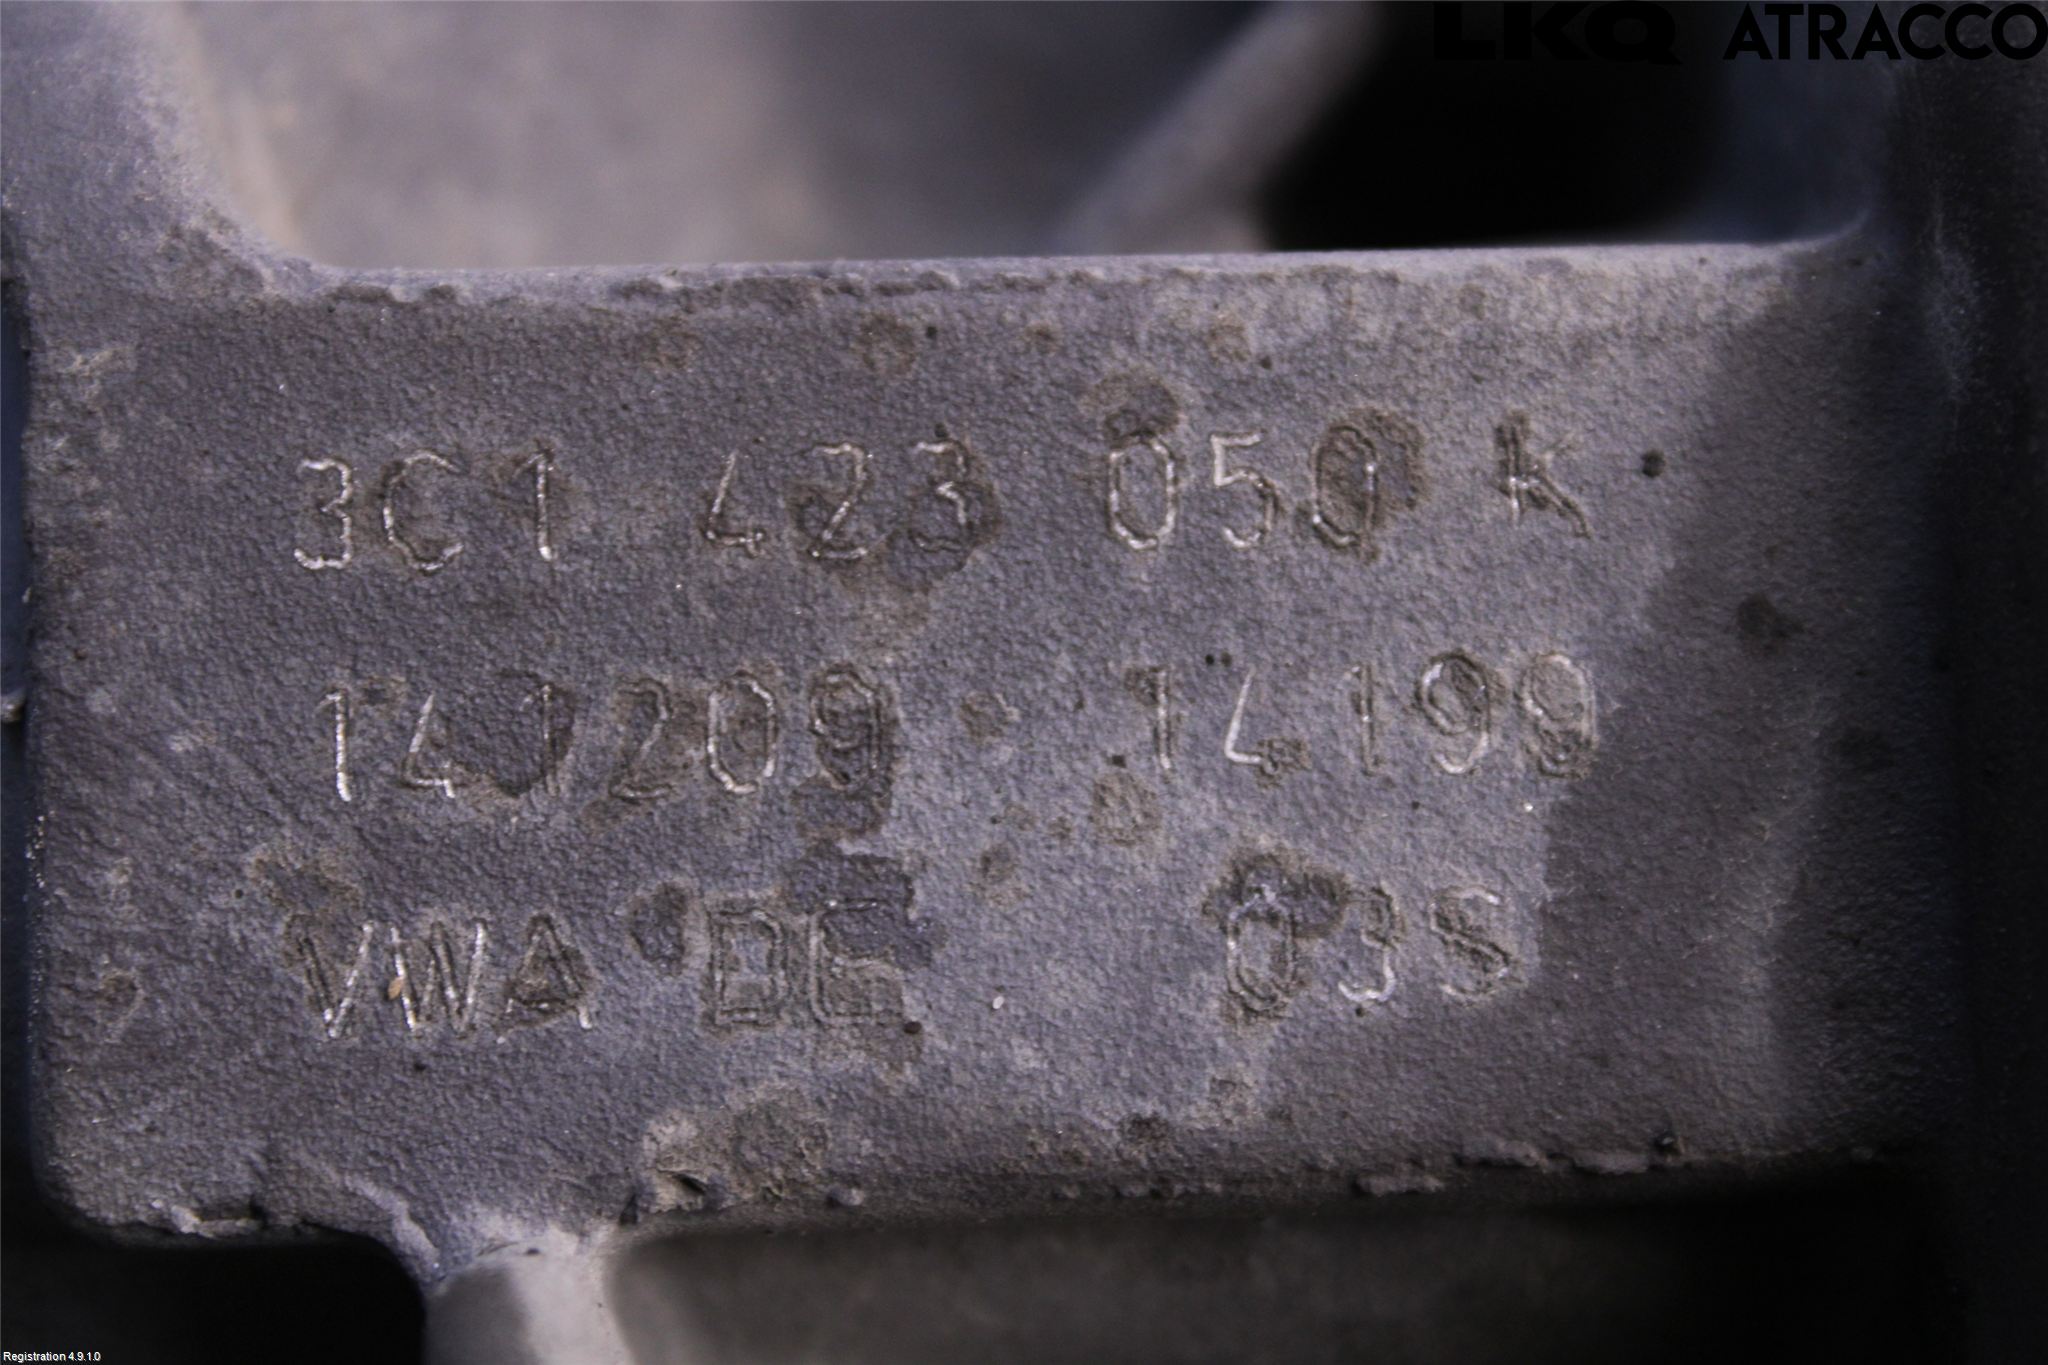 LKQ ATRACCO
3C1 423 050 K
141209 14199
VWA DE 03S
Registration 4.9.1.0